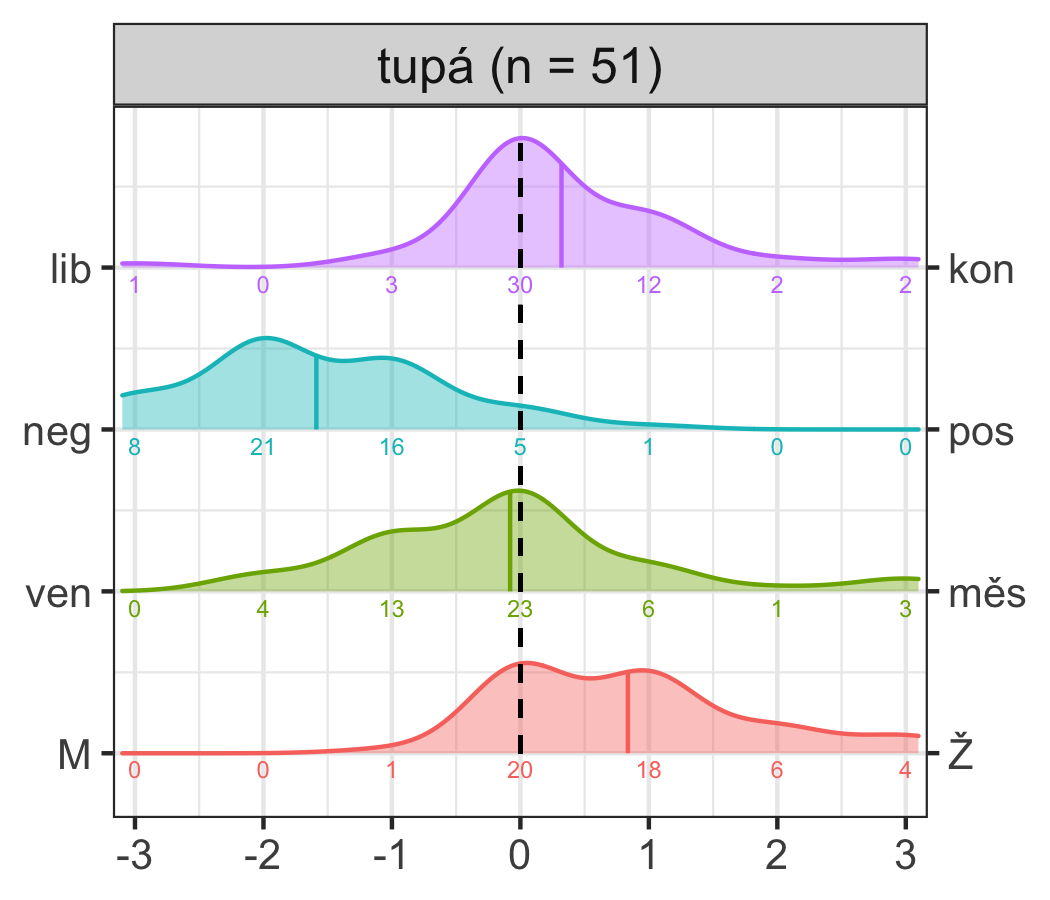 tupá (n = 51)
lib kon
1 0 3 30 12 2 2
neg pos
8 21 16 5 1 0 0
ven měs
0 4 13 23 6 1 3
M Ž
0 0 1 20 18 6 4
-3 -2 -1 0 1 2 3